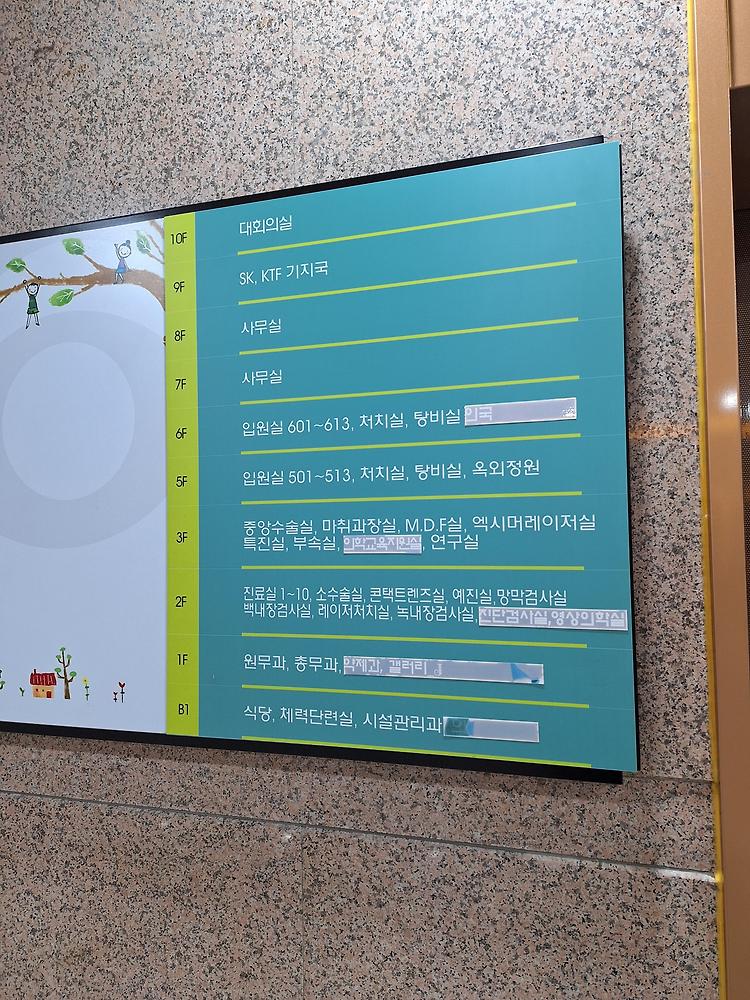 10F 대회의실
9F SK, KTF 기지국
8F 사무실
7F 사무실
6F 입원실 601~613, 처치실, 탕비실
5F 입원실 501~513, 처치실, 탕비실, 옥외정원
3F 중앙수술실, 마취과장실, M.D.F실, 엑시머레이저실
특진실, 부속실, 의학교육지원실, 연구실
2F 진료실 1~10, 소수술실, 콘택트렌즈실, 예진실,망막검사실
백내장검사실, 레이저처치실, 녹내장검사실,진단검사실,영상의학실
1F 원무과, 총무과,약제과, 갤러리
B1 식당, 체력단련실, 시설관리과